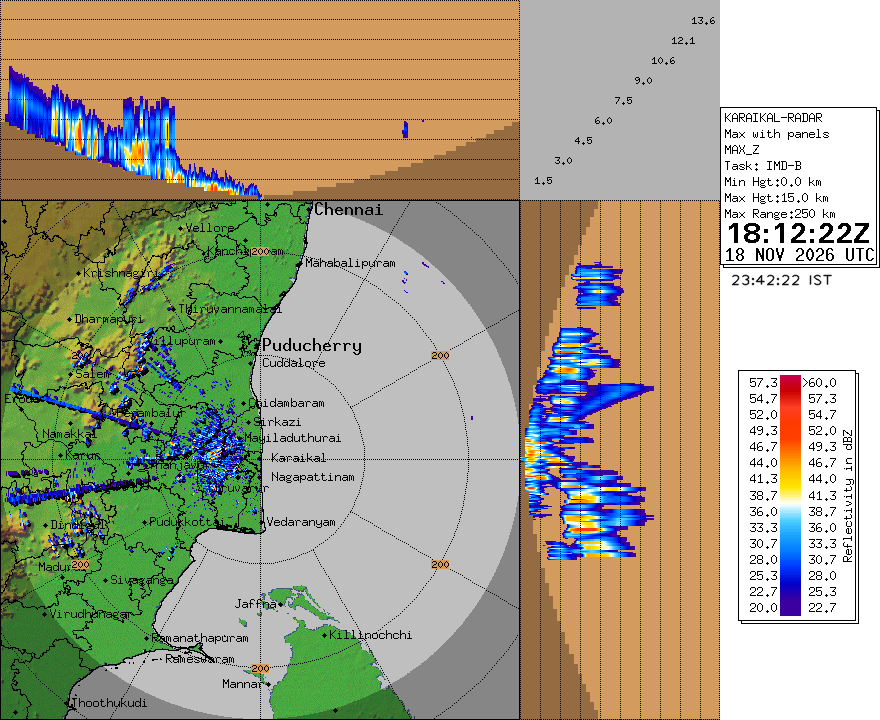 13.6
12.1
10.6
9.0
7.5
6.0
4.5
3.0
1.5
KARAIKAL-RADAR
Max with panels
MAX_Z
Task: IMD-B
Min Hgt:0.0 km
Max Hgt:15.0 km
Max Range:250 km
18:12:22Z
18 NOV 2026 UTC
23:42:22 IST
Chennai
Vellore
200
Mahabalipuram
Krishnagiri
Thiruvannamalai
Dharmapuri
Villupuram
Puducherry
200
Cuddalore
Salem
Chidambaram
Perambalur
Sirkazi
Namakkal
Mayiladuthurai
Karur
Karaikal
Nagapattinam
Pudukkottai
Vedaranyam
200
200
Sivaganga
Jaffna
Virudhunagar
Killinochchi
Ramanathapuram
Rameswaram
200
Mannar
Thoothukudi
57.3 >60.0
54.7 57.3
52.0 54.7
49.3 52.0
46.7 49.3
44.0 46.7
41.3 44.0
38.7 41.3
36.0 38.7
33.3 36.0
30.7 33.3
28.0 30.7
25.3 28.0
22.7 25.3
20.0 22.7
Reflectivity in dBZ